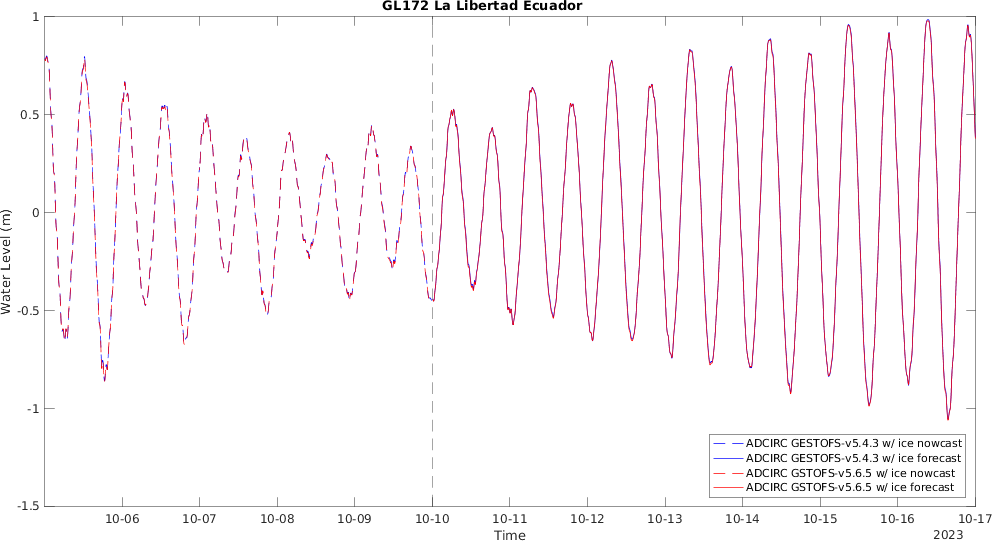 GL172 La Libertad Ecuador
1
0.5
0
-0.5
-1
-1.5
Water Level (m)
ADCIRC GESTOFS-v5.4.3 w/ ice nowcast
ADCIRC GESTOFS-v5.4.3 w/ ice forecast
ADCIRC GSTOFS-v5.6.5 w/ ice nowcast
ADCIRC GSTOFS-v5.6.5 w/ ice forecast
10-06 10-07 10-08 10-09 10-10 10-11 10-12 10-13 10-14 10-15 10-16 10-17
Time
2023